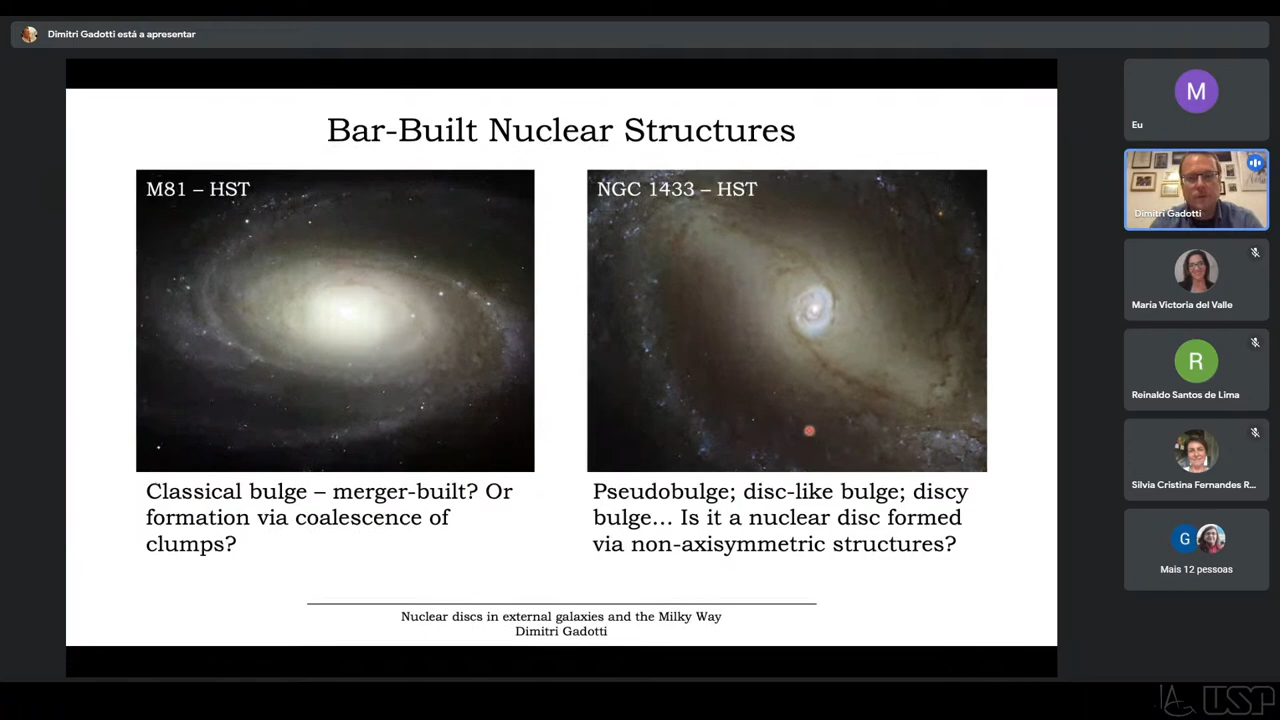 Dimitri Gadotti está a apresentar
Bar-Built Nuclear Structures
M81 – HST
NGC 1433 – HST
Classical bulge – merger-built? Or
formation via coalescence of
clumps?
Pseudobulge; disc-like bulge; discy
bulge… Is it a nuclear disc formed
via non-axisymmetric structures?
Nuclear discs in external galaxies and the Milky Way
Dimitri Gadotti
M
Eu
Dimitri Gadotti
María Victoria del Valle
R
Reinaldo Santos de Lima
Silvia Cristina Fernandes R...
G
Mais 12 pessoas
USP